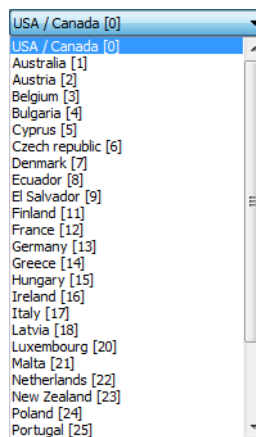 USA / Canada [0]
USA / Canada [0]
Australia [1]
Austria [2]
Belgium [3]
Bulgaria [4]
Cyprus [5]
Czech republic [6]
Denmark [7]
Ecuador [8]
El Salvador [9]
Finland [11]
France [12]
Germany [13]
Greece [14]
Hungary [15]
Ireland [16]
Italy [17]
Latvia [18]
Luxembourg [20]
Malta [21]
Netherlands [22]
New Zealand [23]
Poland [24]
Portugal [25]